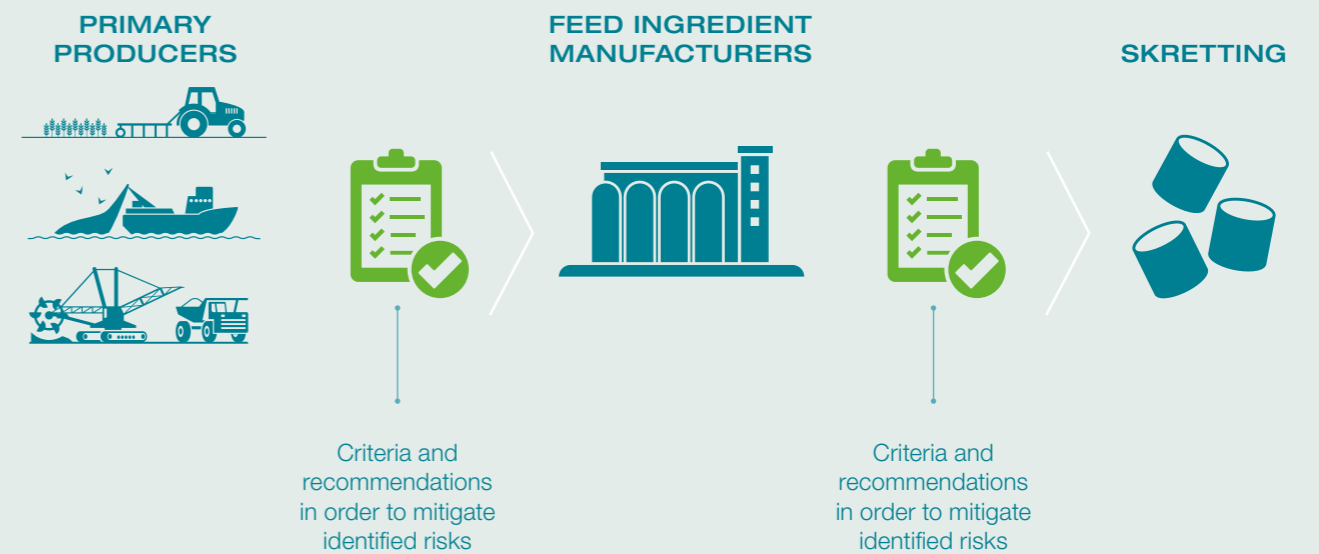 PRIMARY
PRODUCERS
FEED INGREDIENT
MANUFACTURERS
SKRETTING
Criteria and
recommendations
in order to mitigate
identified risks
Criteria and
recommendations
in order to mitigate
identified risks